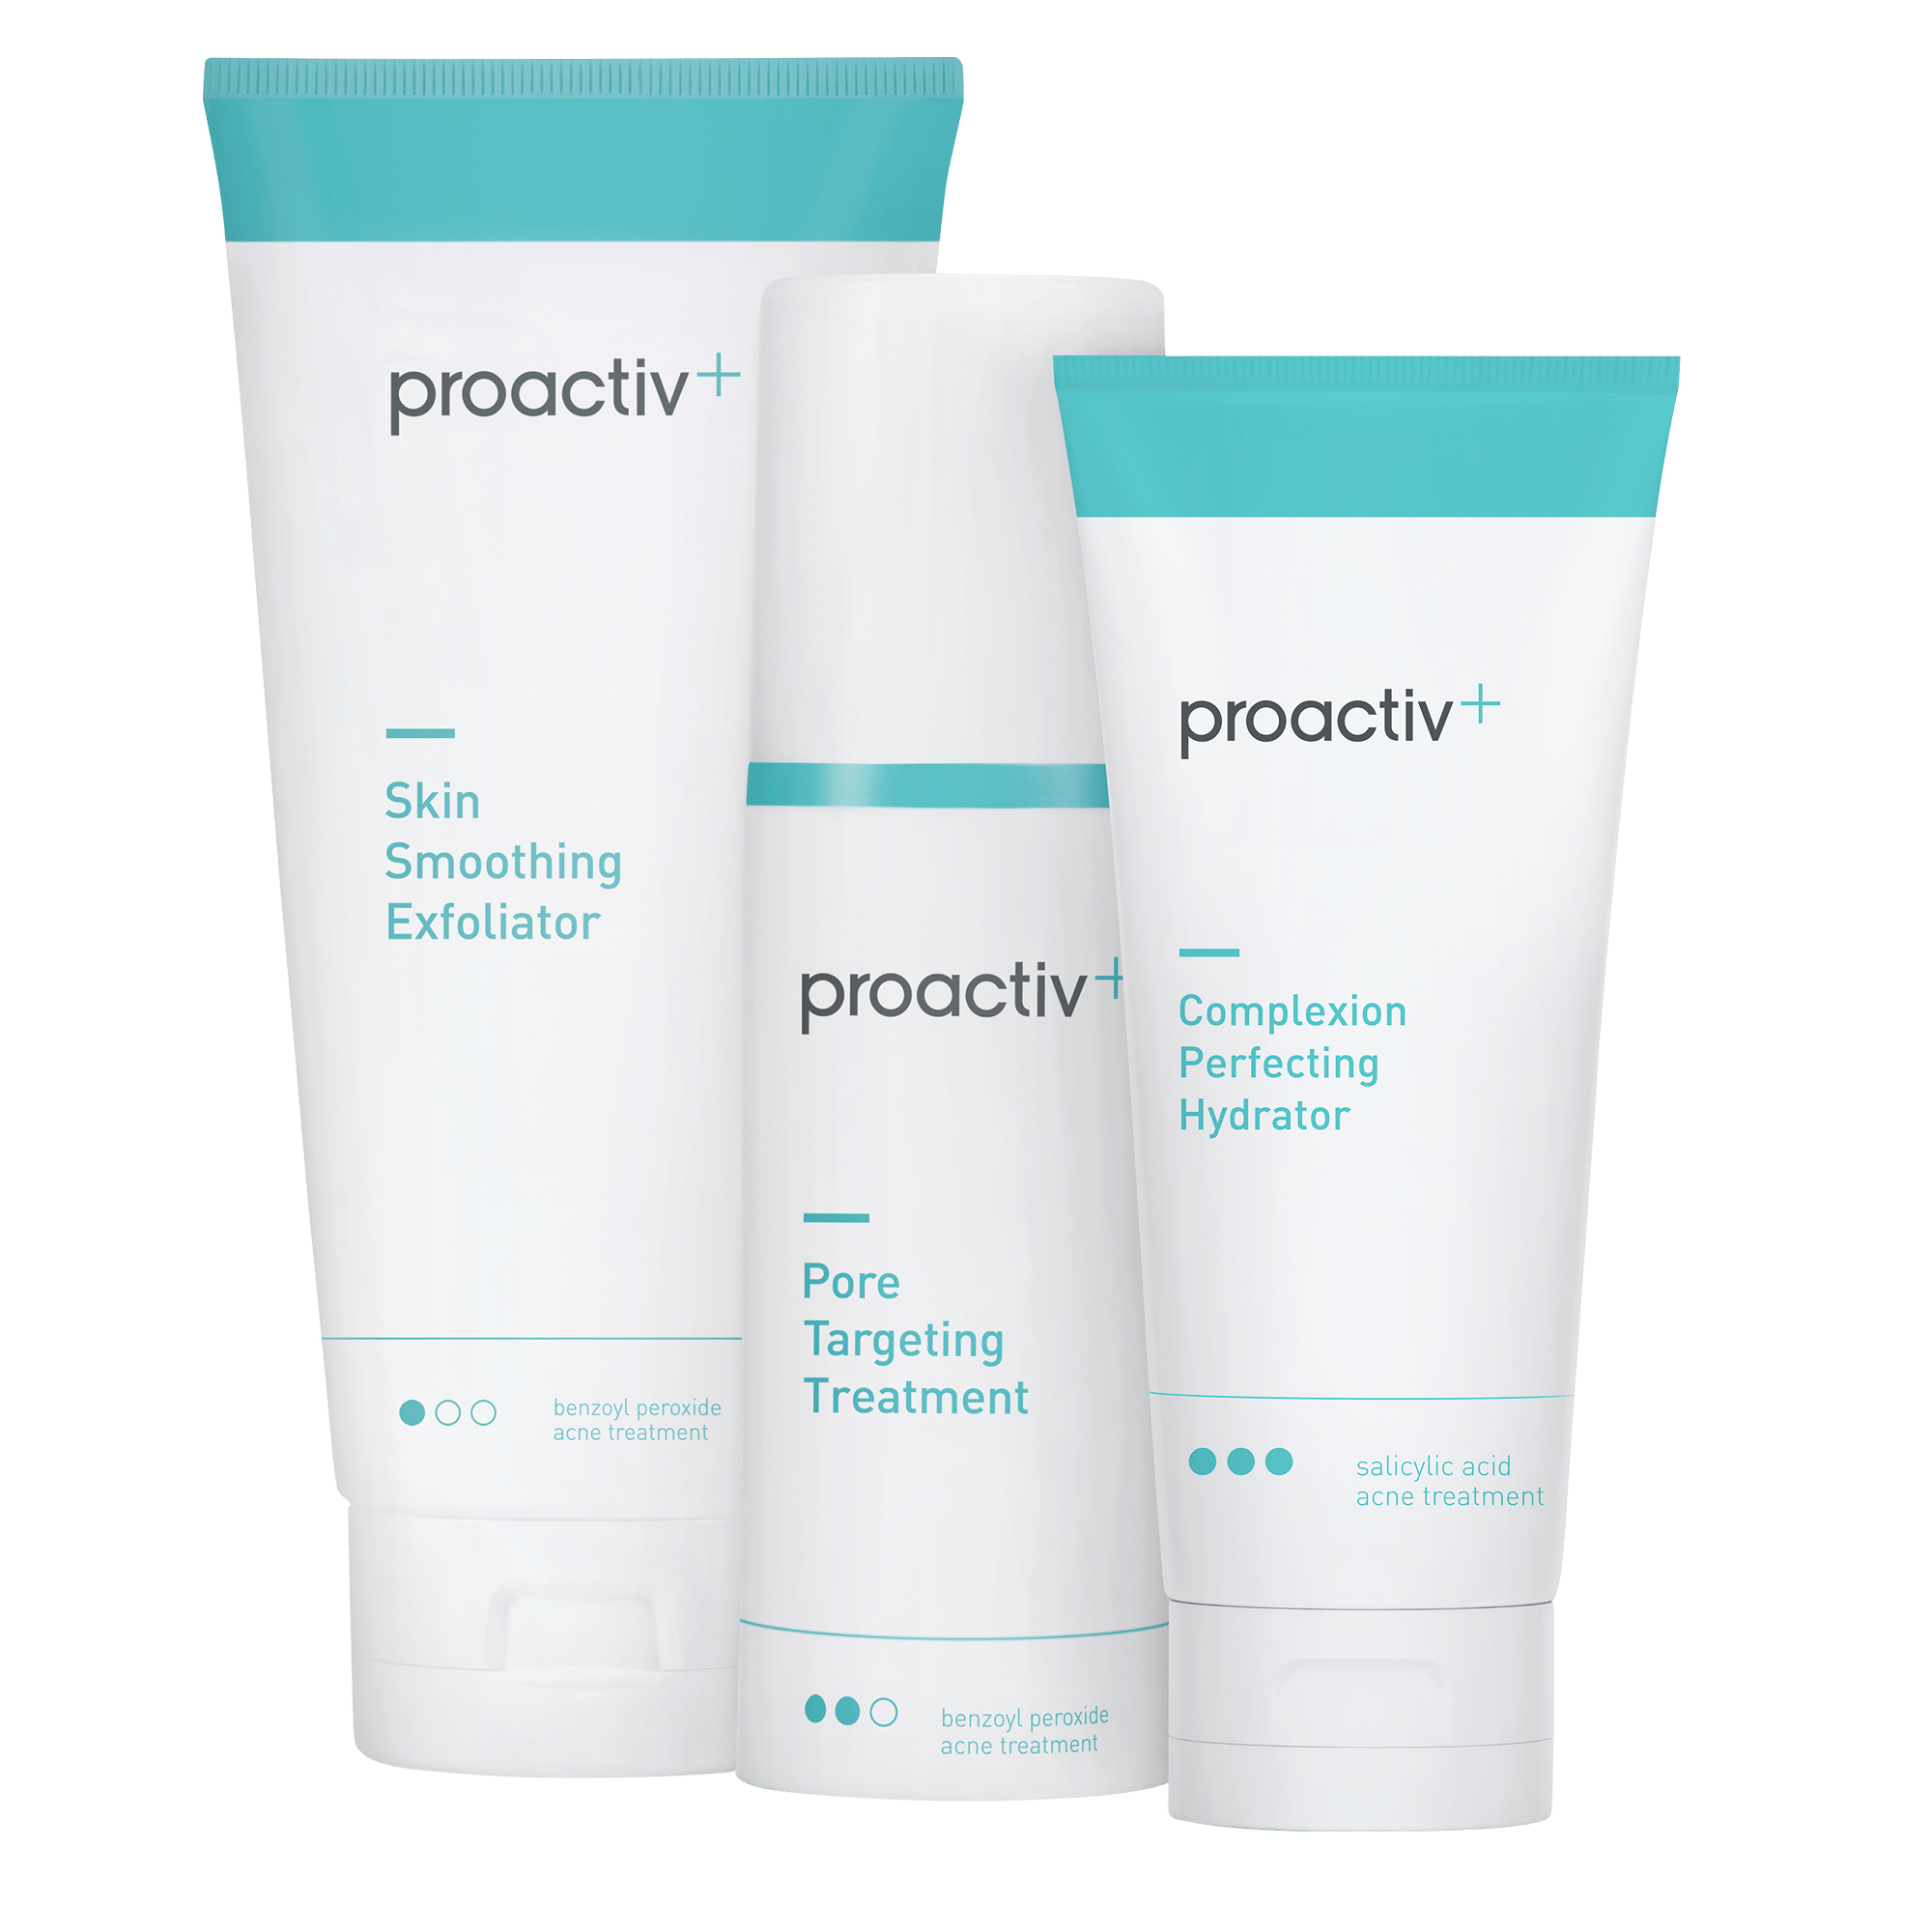 proactiv+
Skin
Smoothing
Exfoliator
benzoyl peroxide
acne treatment
proactiv+
Pore
Targeting
Treatment
benzoyl peroxide
acne treatment
proactiv+
Complexion
Perfecting
Hydrator
salicylic acid
acne treatment